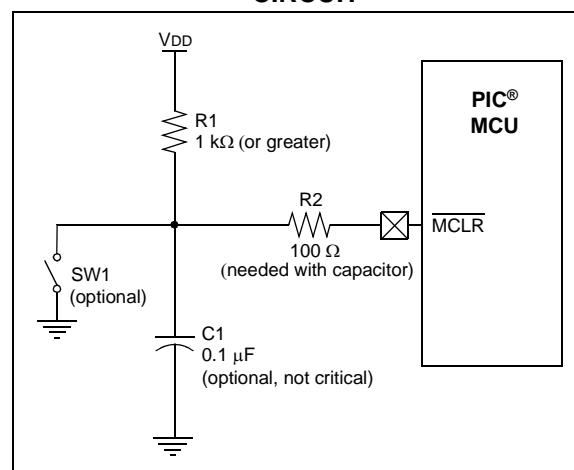 CIRCUIT
VDD
PIC®
MCU
R1
1 kΩ (or greater)
R2
MCLR
100 Ω
(needed with capacitor)
SW1
(optional)
C1
0.1 μF
(optional, not critical)